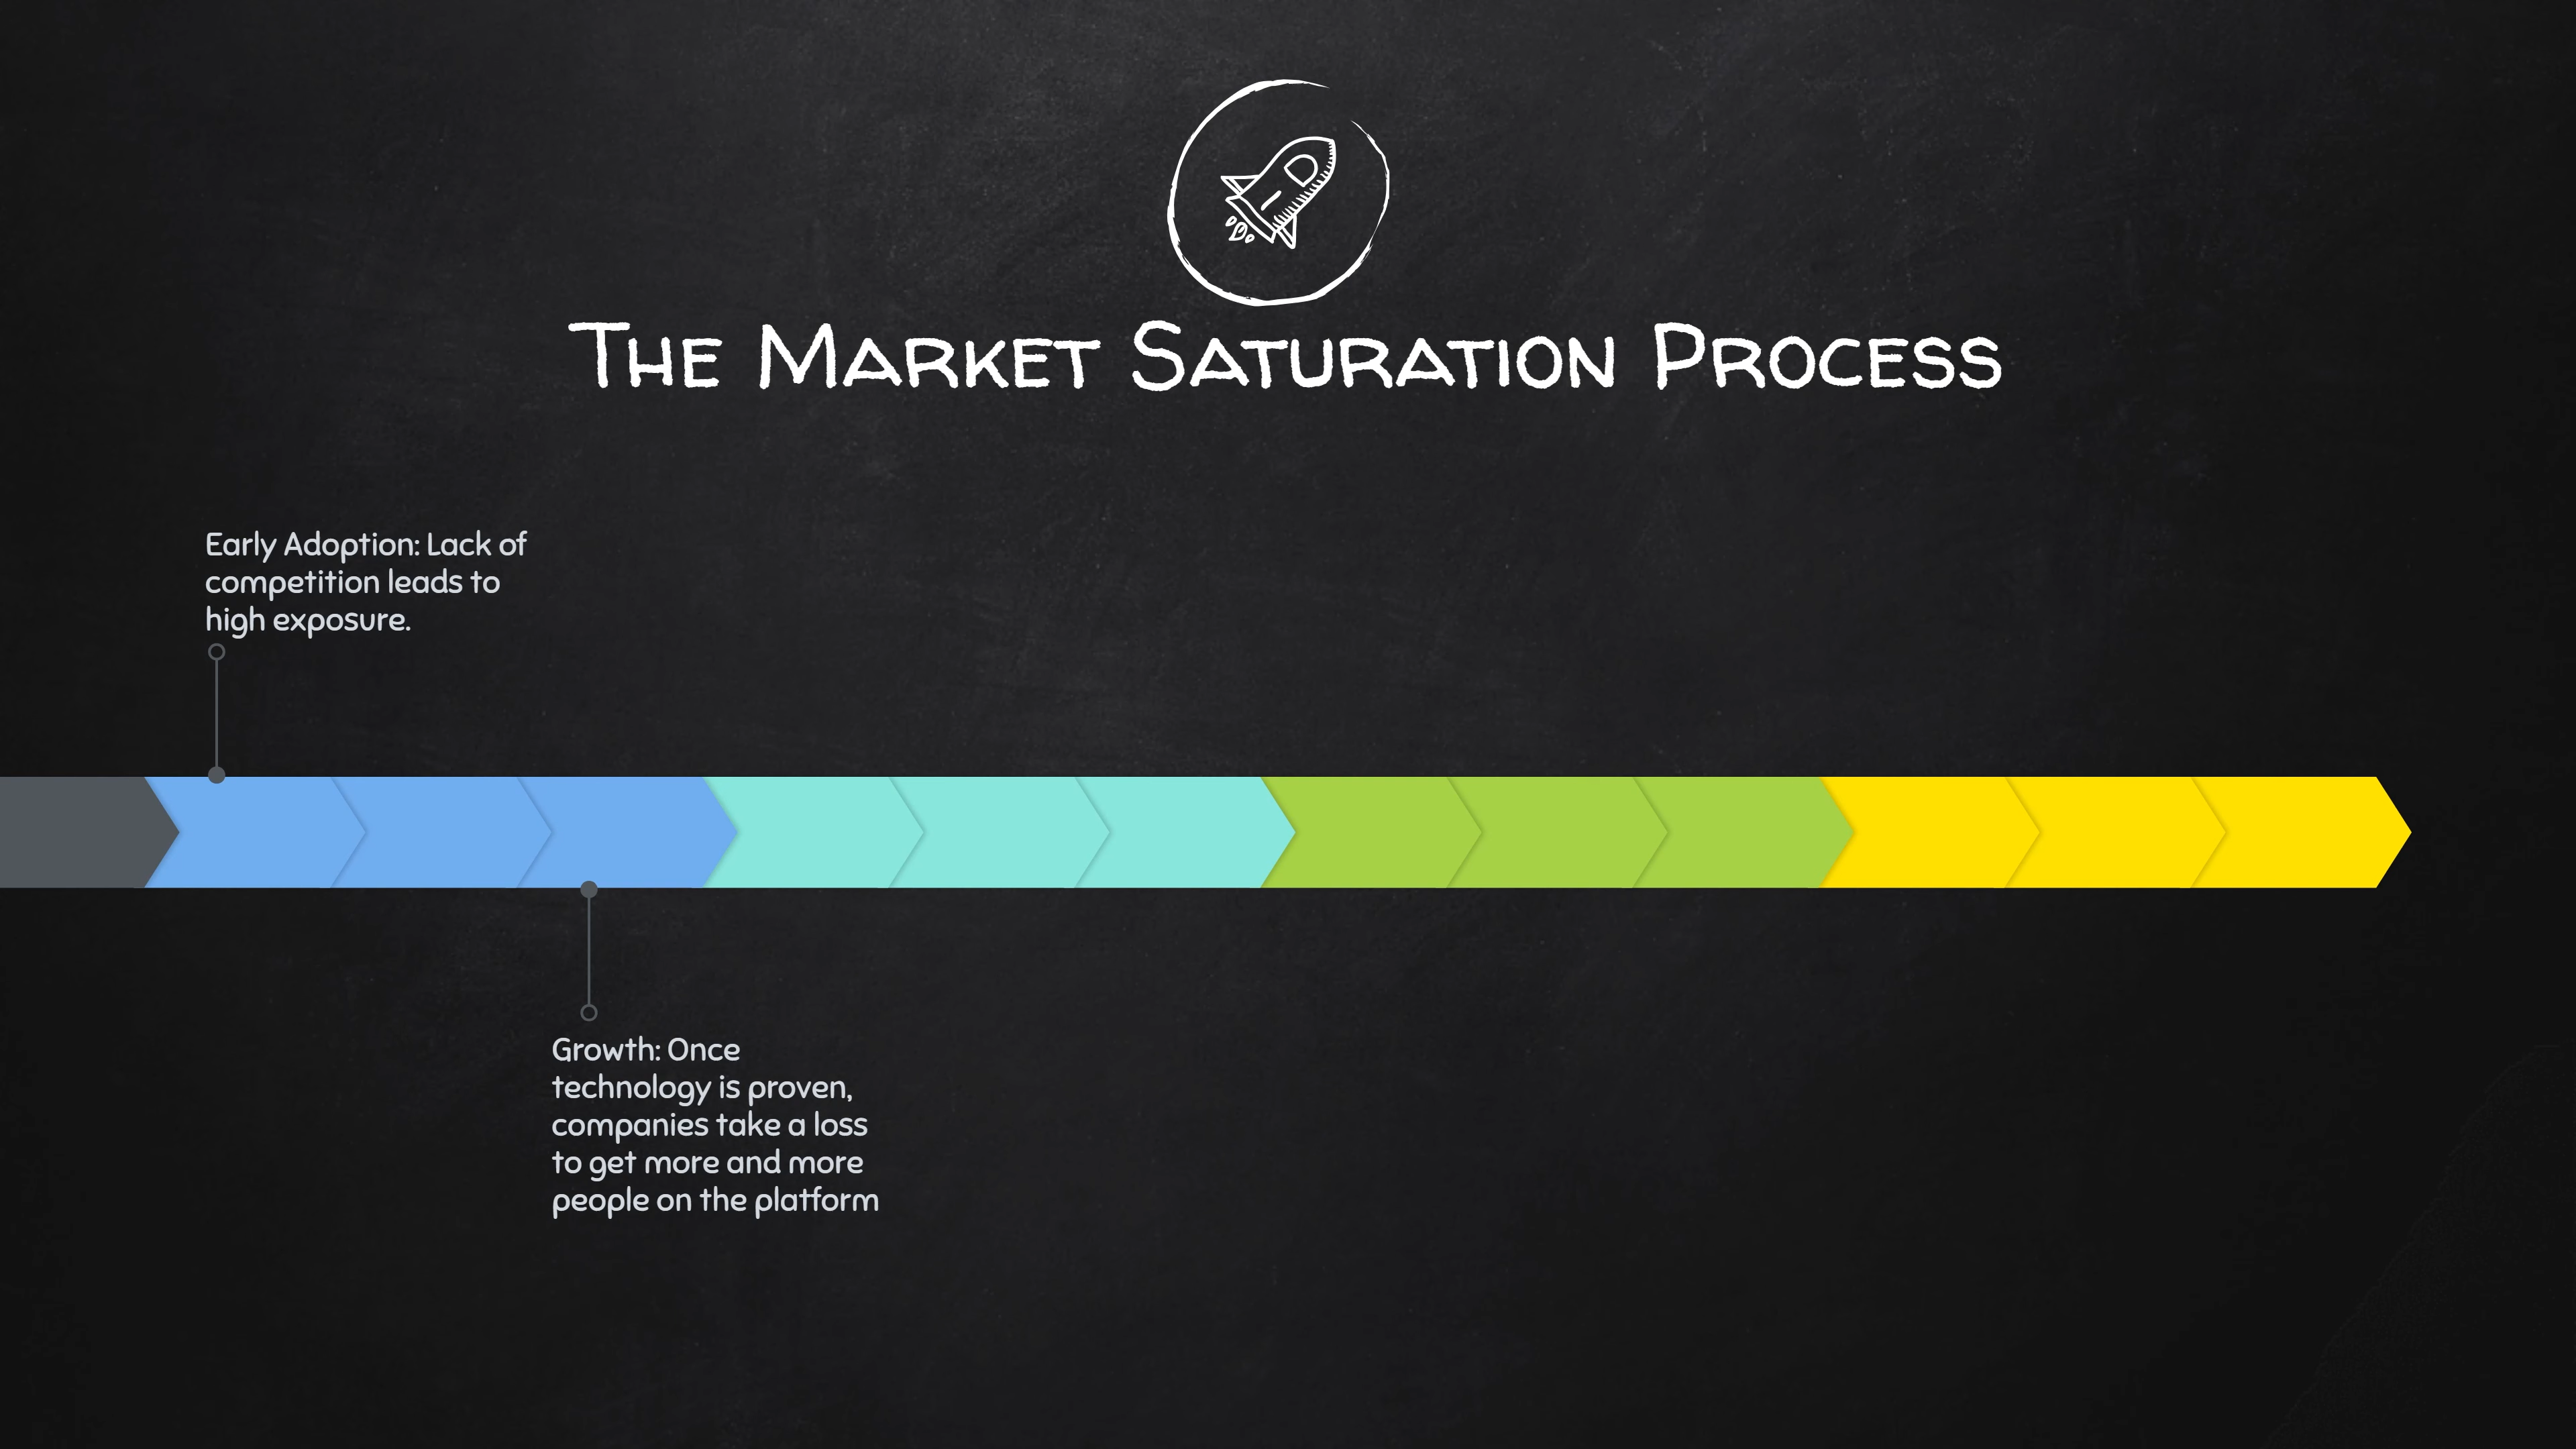 The Market Saturation Process
Early Adoption: Lack of
competition leads to
high exposure.
Growth: Once
technology is proven,
companies take a loss
to get more and more
people on the platform